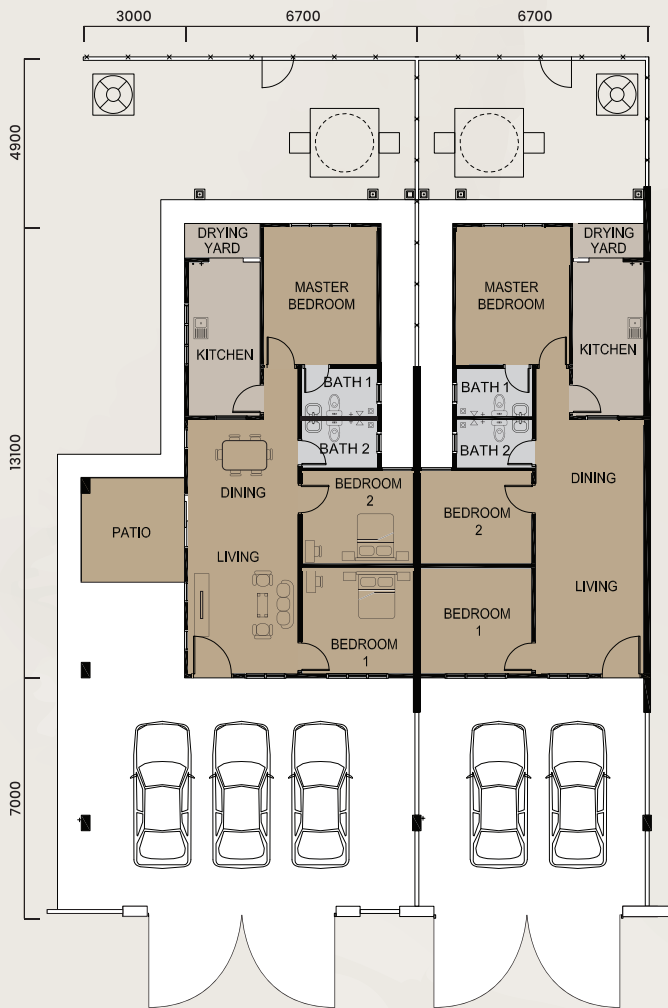 3000 6700 6700
4900
13100
7000
DRYING
YARD
MASTER
BEDROOM
KITCHEN
BATH 1
BATH 2
DINING
BEDROOM
2
PATIO
LIVING
BEDROOM
1
MASTER
BEDROOM
DRYING
YARD
KITCHEN
BATH 1
BATH 2
DINING
BEDROOM
2
LIVING
BEDROOM
1